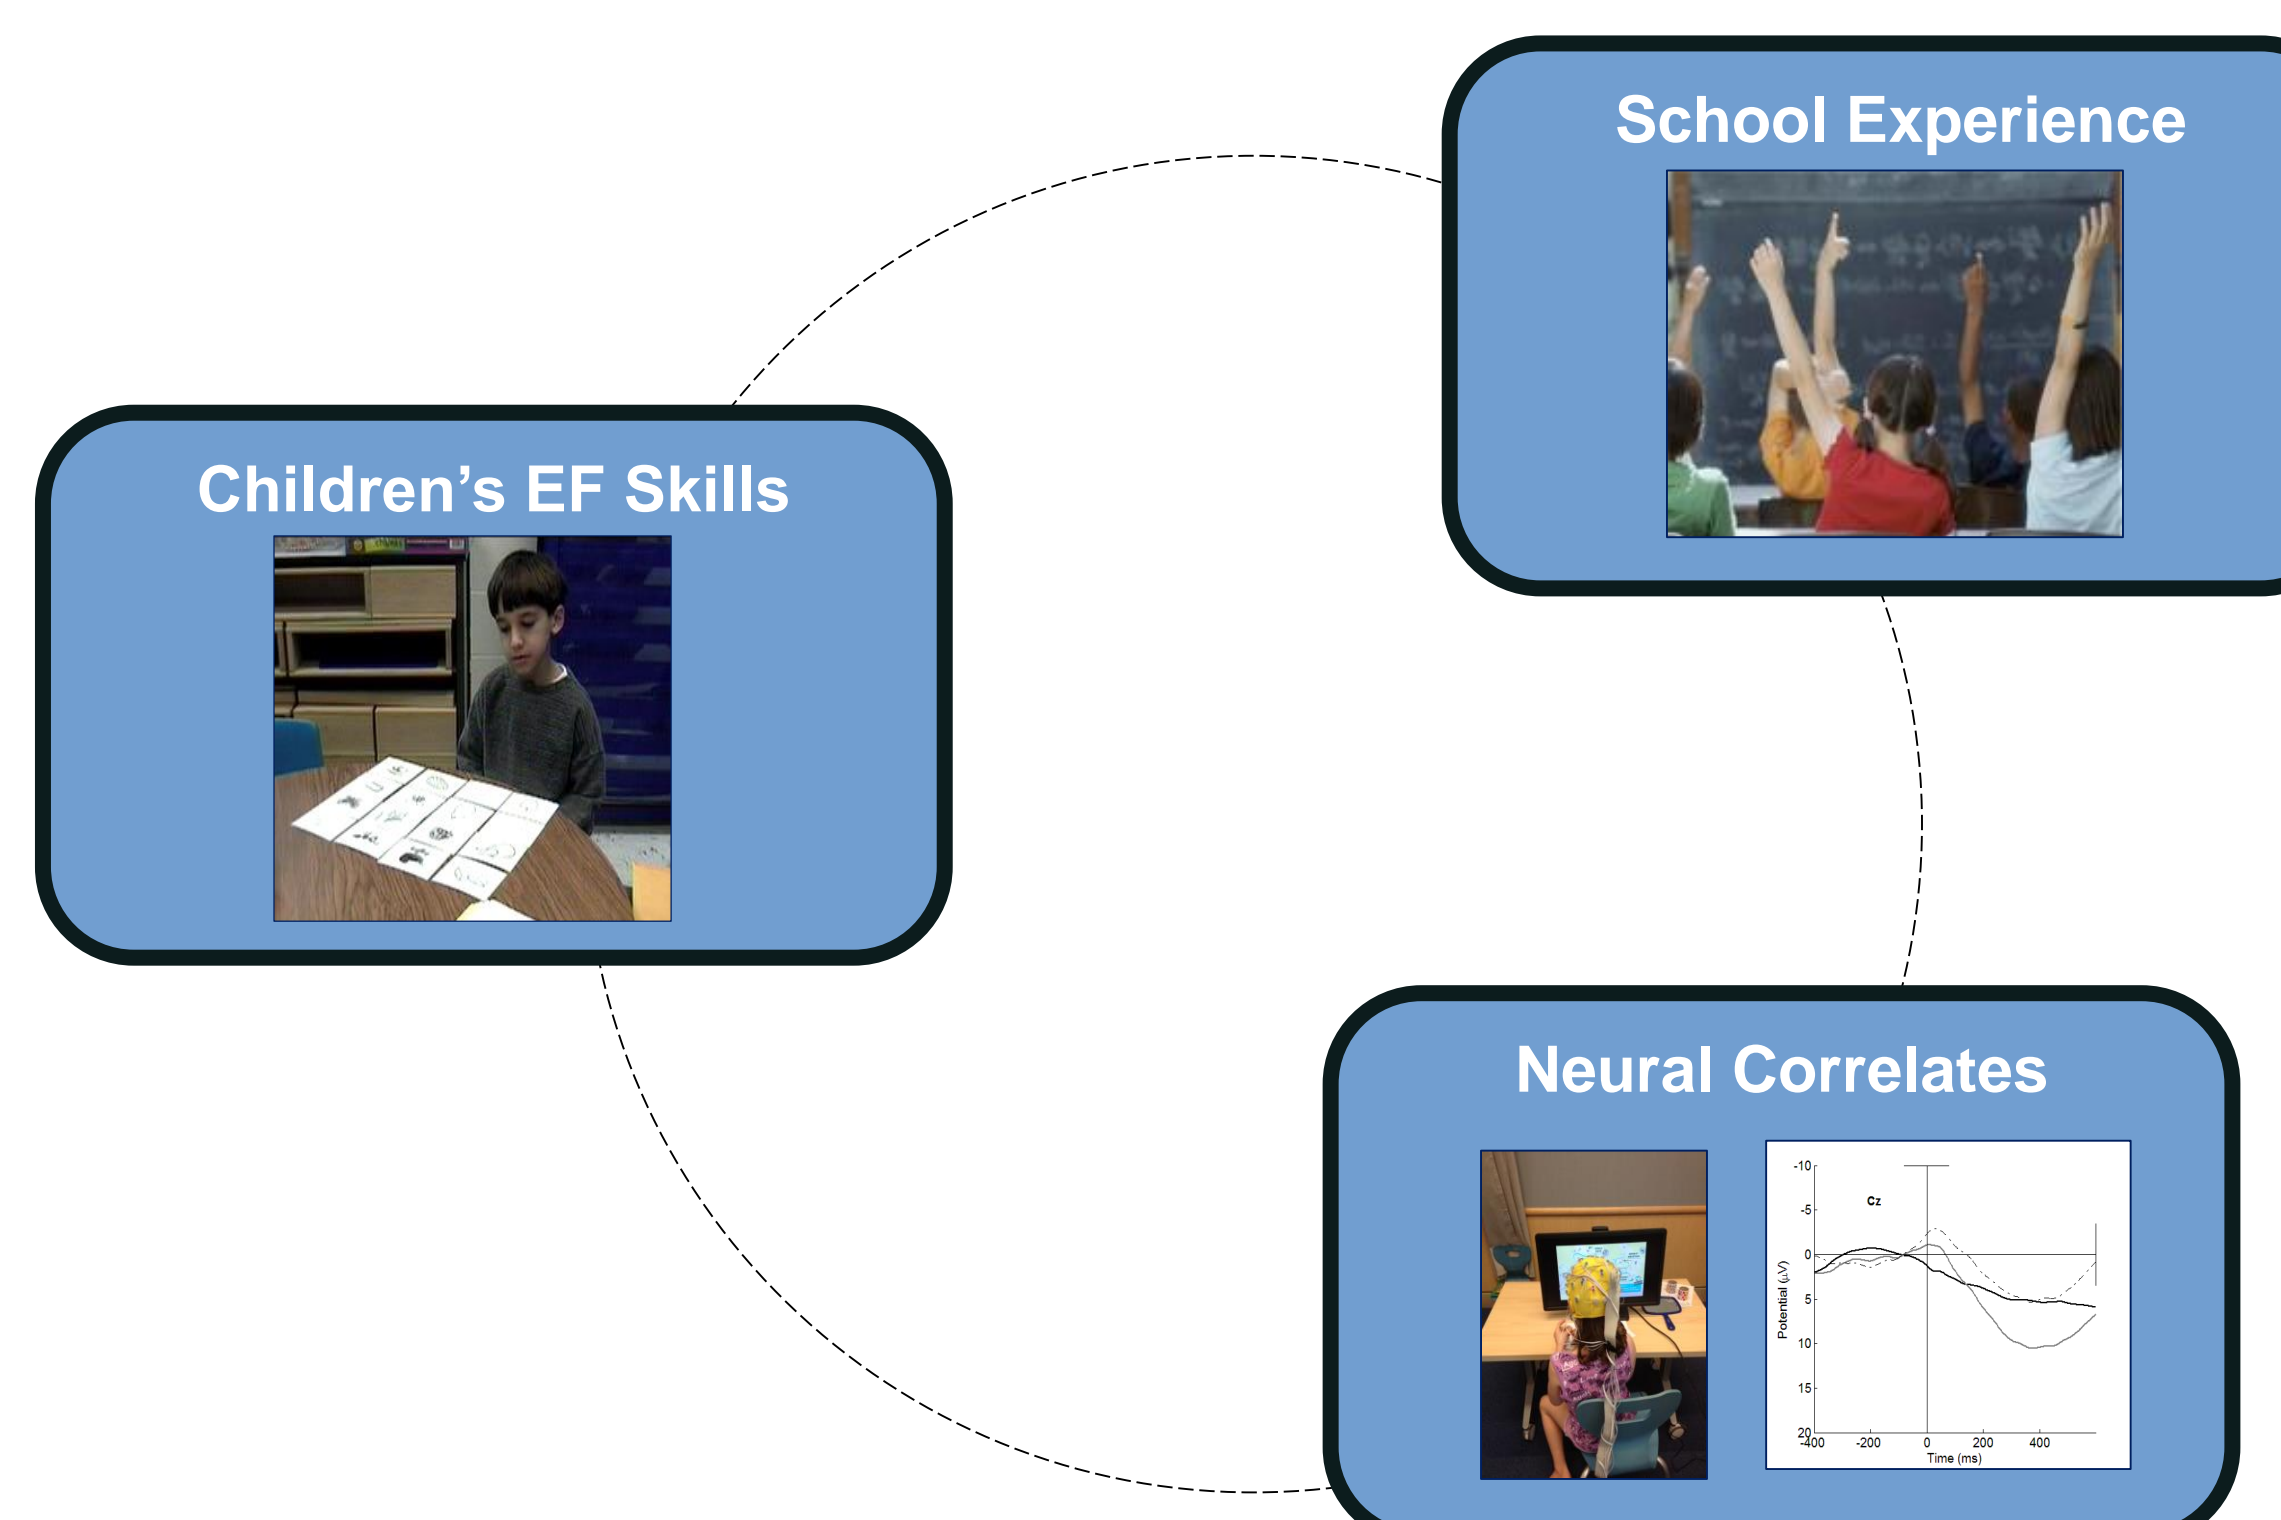 School Experience
Children’s EF Skills
Neural Correlates
-10
-5
0
5
10
15
20
Cz
Potential (µV)
-400
-200
0
200
400
Time (ms)